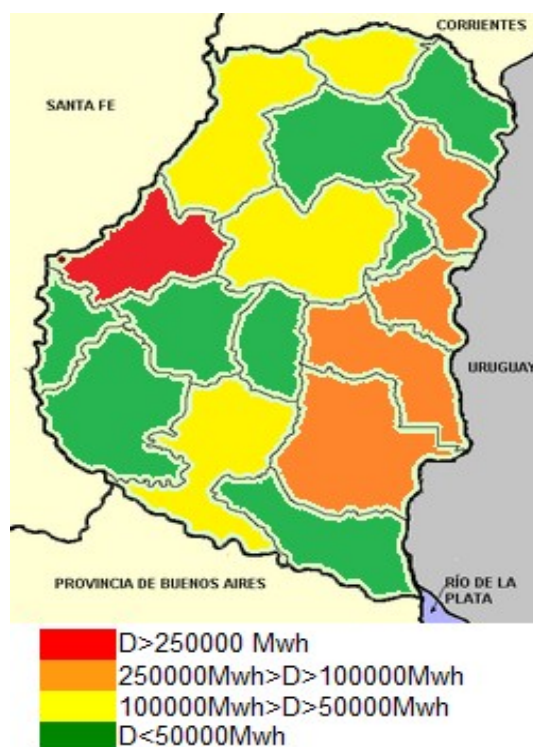 CORRIENTES
SANTA FE
URUGUAY
PROVINCIA DE BUENOS AIRES
RÍO DE LA
PLATA
D>250000 Mwh
250000Mwh>D>100000Mwh
100000Mwh>D>50000Mwh
D<50000Mwh